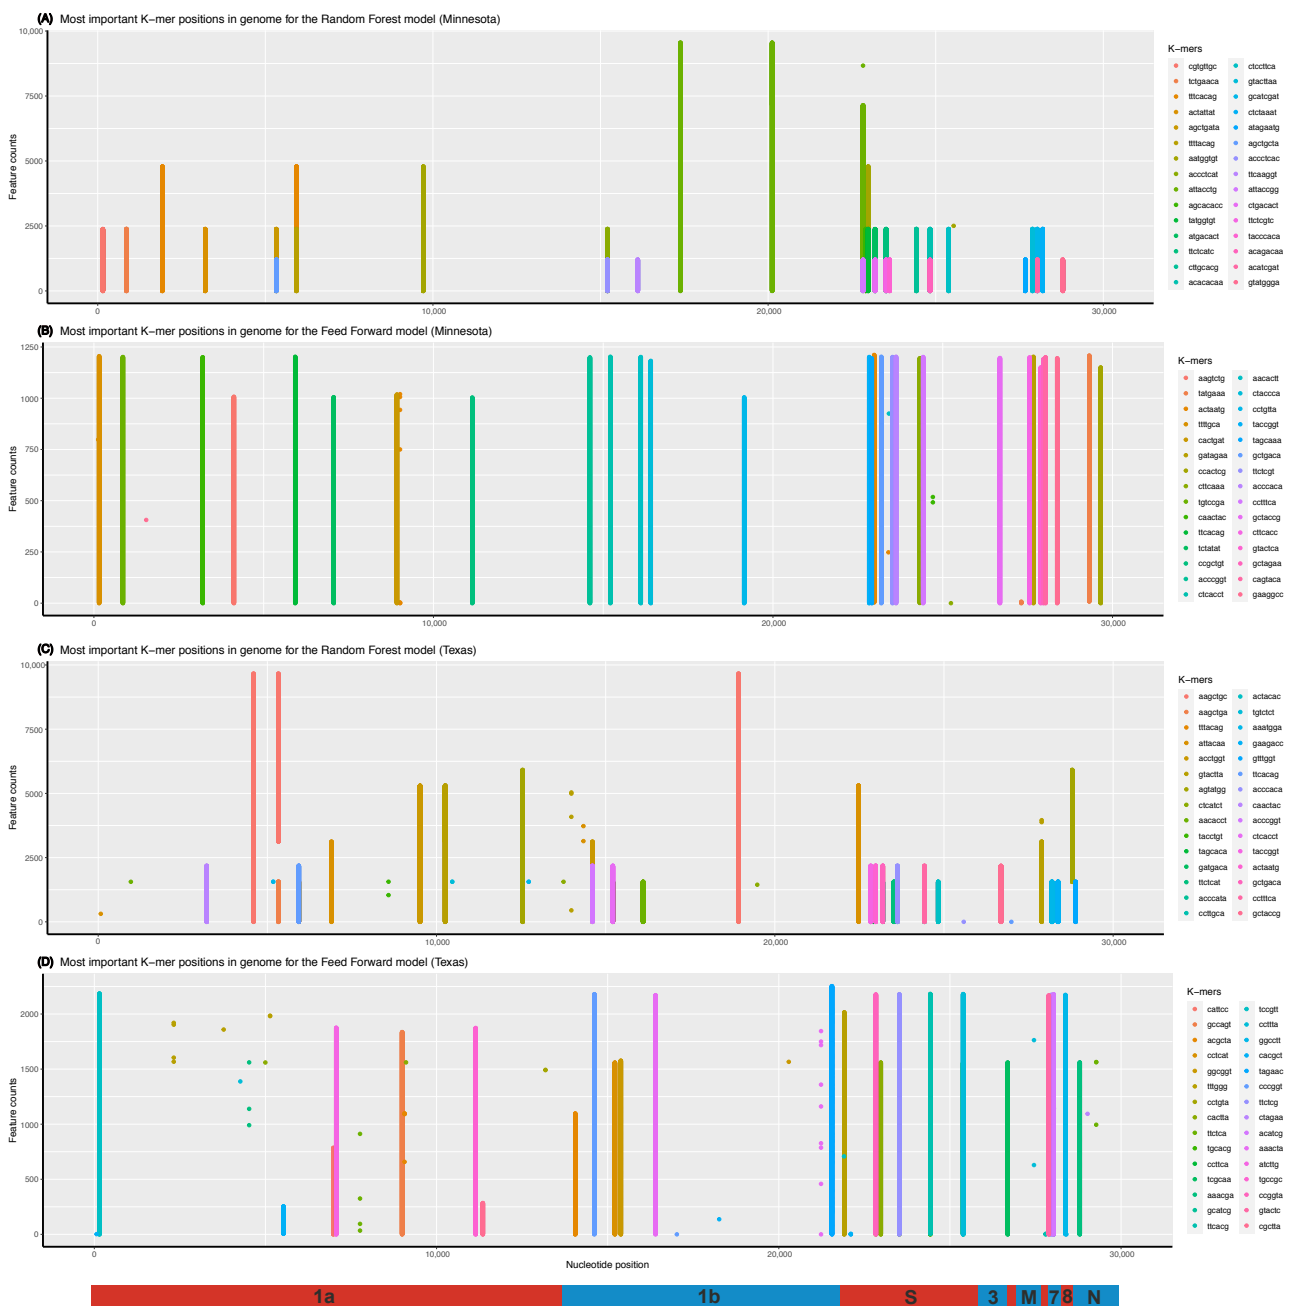 (A) Most important K-mer positions in genome for the Random Forest model (Minnesota)
10,000
7500
5000
2500
0
Feature counts
0 10,000 20,000 30,000
K-mers
cgtgttgc ctccttca
tctgaaca gtacttaa
tttcacag gcatcgat
actattat ctctaaat
agctgata atagaatg
ttttacag agctgcta
aatggtgt accctcac
accctcat ttcaaggt
attacctg attaccgg
agcacacc ctgacact
tatggtgt ttctcgtc
atgacact tacccaca
ttctcatc acagacaa
cttgcacg acatcgat
acacacaa gtatggga
(B) Most important K-mer positions in genome for the Feed Forward model (Minnesota)
1250
1000
750
500
250
0
Feature counts
0 10,000 20,000 30,000
K-mers
aagtctg aacactt
tatgaaa ctaccca
actaatg cctgtta
ttttgca taccggt
cactgat tagcaaa
gatagaa gctgaca
ccactcg ttctcgt
cttcaaa acccaca
tgtccga cctttca
caactac gctaccg
ttcacag cttcacc
tctatat gtactca
ccgctgt gctagaa
acccggt cagtaca
ctcacct gaaggcc
(C) Most important K-mer positions in genome for the Random Forest model (Texas)
10,000
7500
5000
2500
0
Feature counts
0 10,000 20,000 30,000
K-mers
aagctgc actacac
aagctga tgtctct
tttacag aaatgga
attacaa gaagacc
acctggt gtttggt
gtactta ttcacag
agtatgg acccaca
ctcatct caactac
aacacct acccggt
tacctgt ctcacct
tagcaca taccggt
gatgaca actaatg
ttctcat gctgaca
acccata cctttca
ccttgca gctaccg
(D) Most important K-mer positions in genome for the Feed Forward model (Texas)
2000
1500
1000
500
0
Feature counts
0 10,000 20,000 30,000
Nucleotide position
K-mers
cattcc tccgtt
gccagt ccttta
acgcta ggcctt
cctcat cacgct
ggcggt tagaac
tttggg cccggt
cctgta ttctcg
cactta ctagaa
ttctca acatcg
tgcacg aaacta
ccttca atcttg
tcgcaa tgccgc
aaacga ccggta
gcatcg gtactc
ttcacg cgctta
1a 1b S 3 M 7 8 N